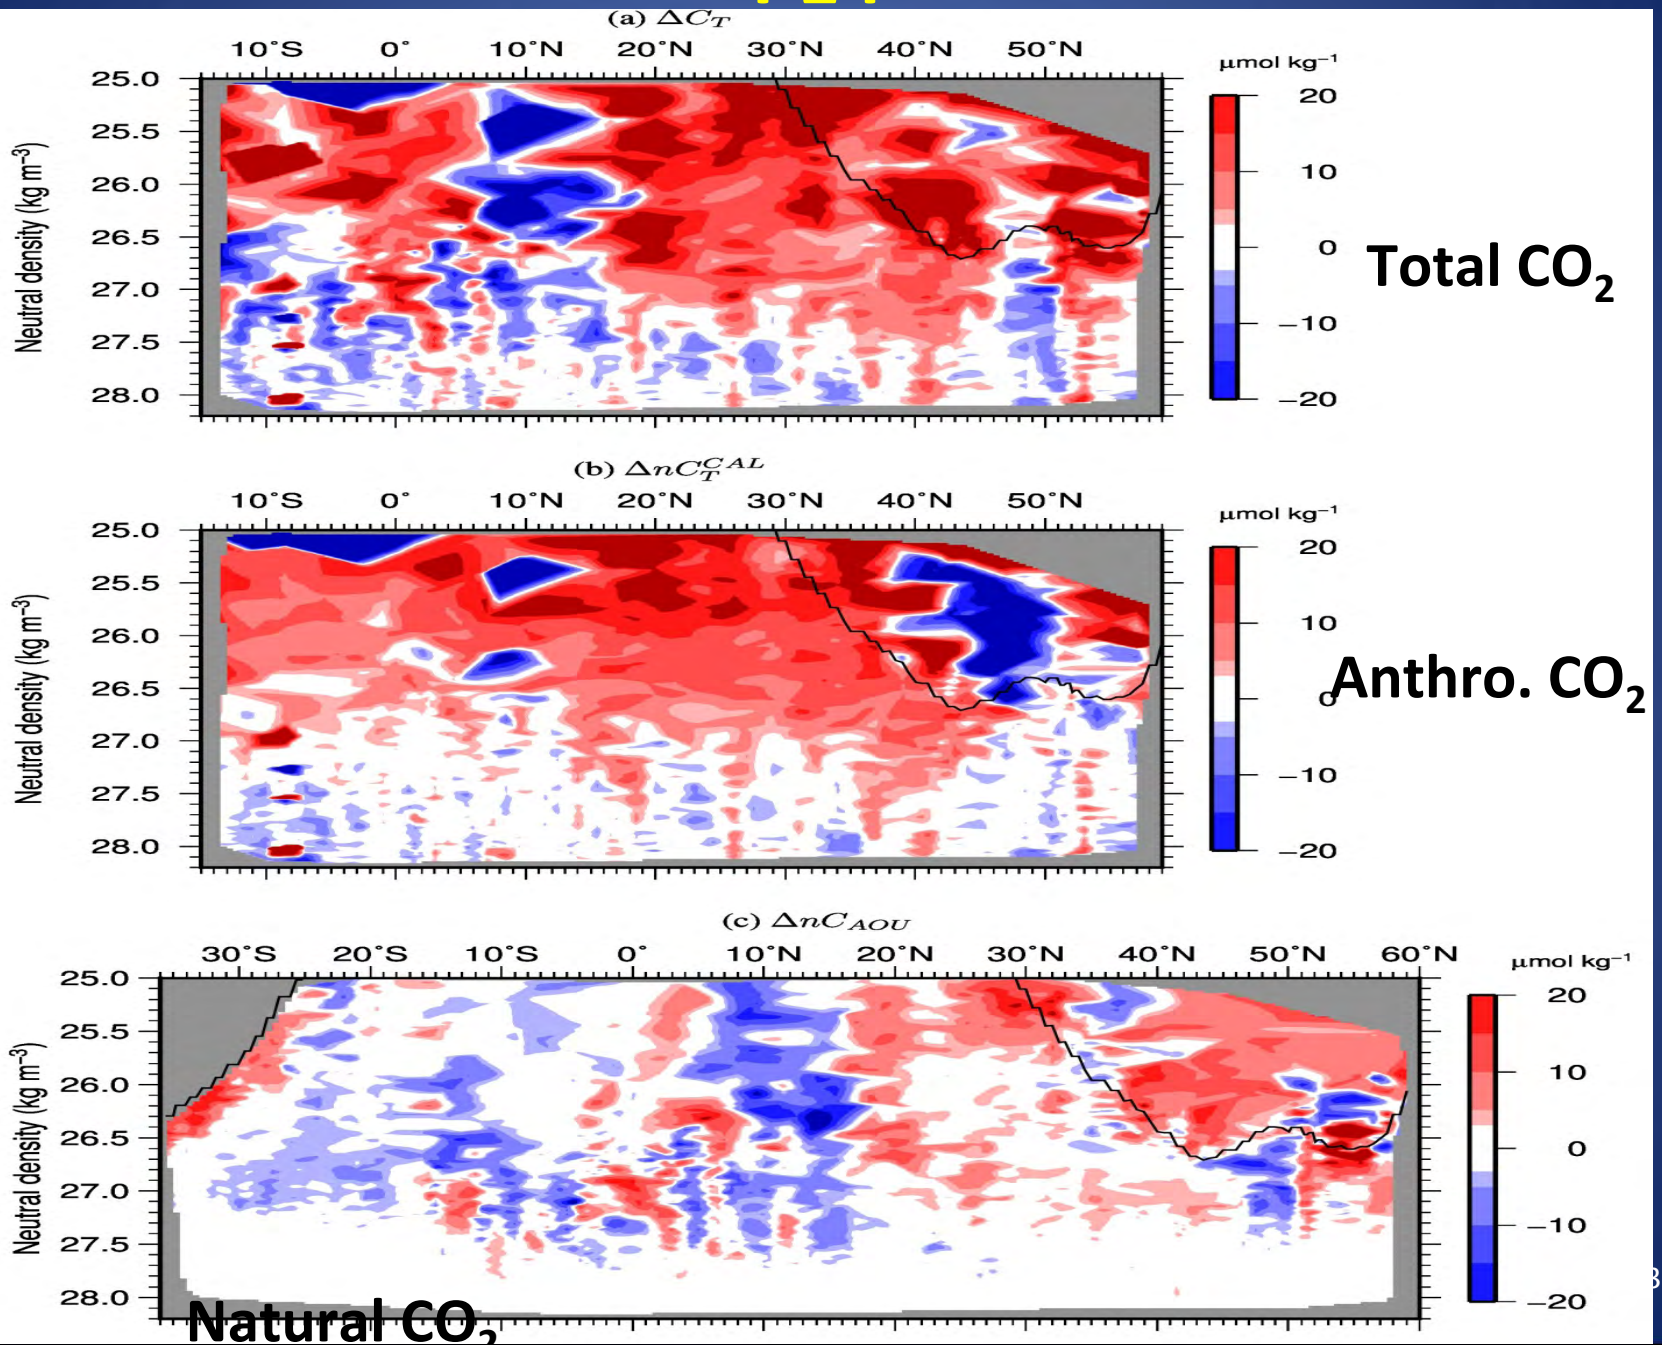 (a) ΔC_T
10°S 0° 10°N 20°N 30°N 40°N 50°N
μmol kg⁻¹
Neutral density (kg m⁻³)
25.0
25.5
26.0
26.5
27.0
27.5
28.0
20
10
0
−10
−20
Total CO₂
(b) ΔnC_T^{CAL}
10°S 0° 10°N 20°N 30°N 40°N 50°N
μmol kg⁻¹
Neutral density (kg m⁻³)
25.0
25.5
26.0
26.5
27.0
27.5
28.0
20
10
0
−10
−20
Anthro. CO₂
(c) ΔnC_{AOU}
30°S 20°S 10°S 0° 10°N 20°N 30°N 40°N 50°N 60°N
μmol kg⁻¹
Neutral density (kg m⁻³)
25.0
25.5
26.0
26.5
27.0
27.5
28.0
20
10
0
−10
−20
Natural CO₂